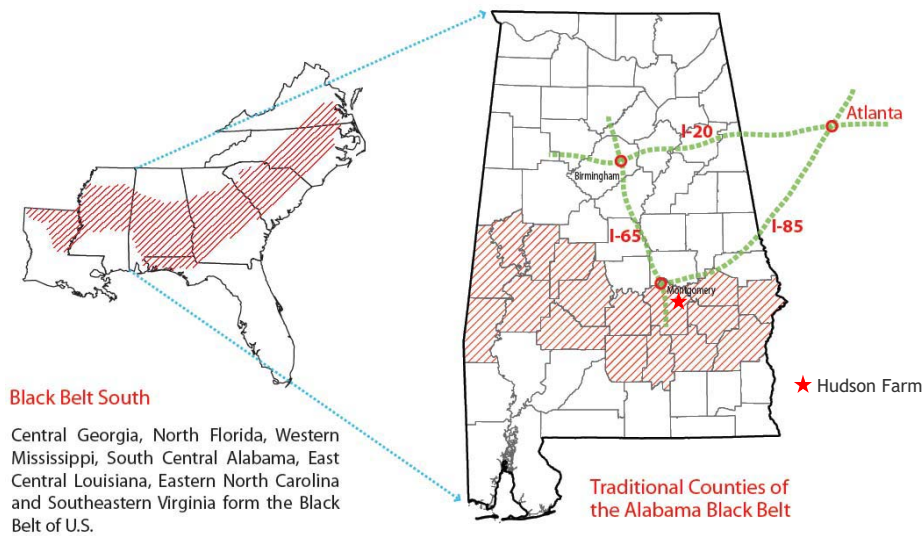 Atlanta
I-20
Birmingham
I-85
I-65
Montgomery
Hudson Farm
Black Belt South
Central Georgia, North Florida, Western
Mississippi, South Central Alabama, East
Central Louisiana, Eastern North Carolina
and Southeastern Virginia form the Black
Belt of U.S.
Traditional Counties of
the Alabama Black Belt